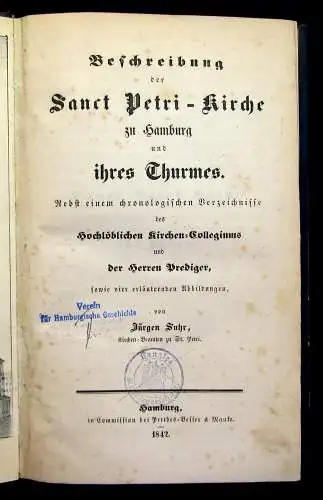 Beschreibung
der
Sanct Petri-Kirche
zu Hamburg
und
ihres Thurmes.
Nebst einem chronologischen Verzeichnisse
des
Hochlöblichen Kirchen-Collegiums
und
der Herren Prediger,
sowie vier erläuternden Abbildungen,
von
Jürgen Suhr,
Kirchen-Beamten zu St. Petri.
Verein
für Hamburgische Geschichte
Hamburg,
in Commission bei Perthes-Besser & Mauke.
1842.